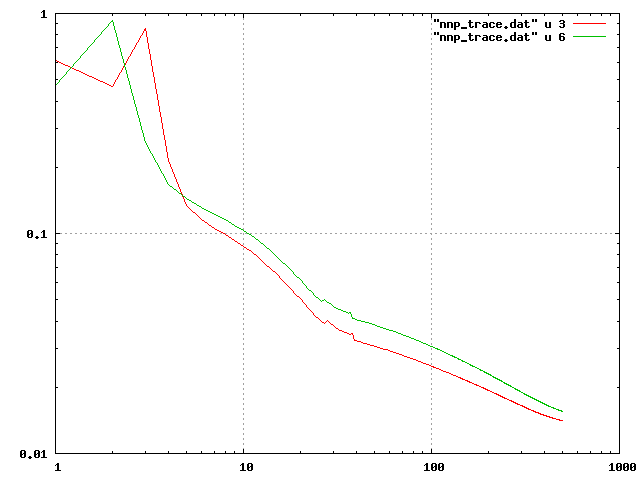 1
"nnp_trace.dat" u 3
"nnp_trace.dat" u 6
0.1
0.01
1 10 100 1000